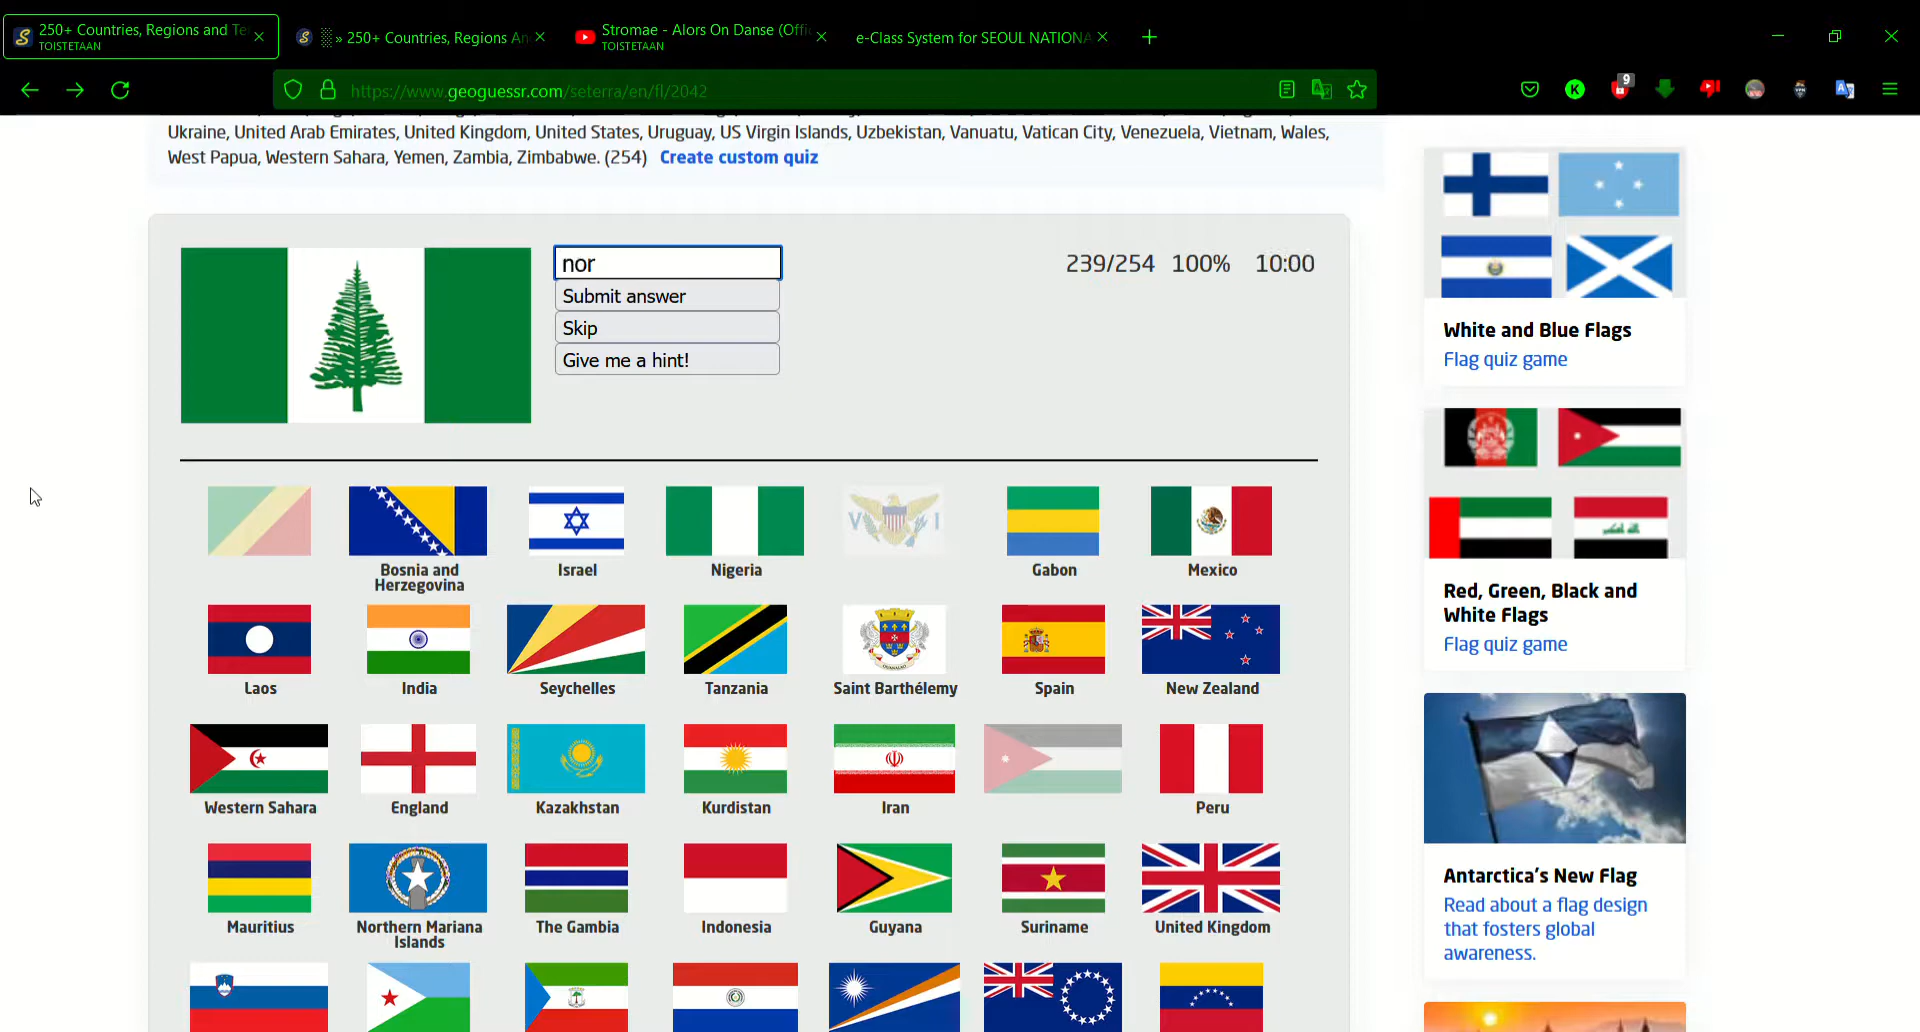 250+ Countries, Regions and Te
TOISTETAAN
» 250+ Countries, Regions An
Stromae - Alors On Danse (Offi
TOISTETAAN
e-Class System for SEOUL NATIONA
https://www.geoguessr.com/seterra/en/fl/2042
9
Ukraine, United Arab Emirates, United Kingdom, United States, Uruguay, US Virgin Islands, Uzbekistan, Vanuatu, Vatican City, Venezuela, Vietnam, Wales,
West Papua, Western Sahara, Yemen, Zambia, Zimbabwe. (254) Create custom quiz
nor
239/254 100% 10:00
Submit answer
Skip
Give me a hint!
V I
Bosnia and
Herzegovina
Israel
Nigeria
Gabon
Mexico
Laos
India
Seychelles
Tanzania
Saint Barthélemy
Spain
New Zealand
Western Sahara
England
Kazakhstan
Kurdistan
Iran
Peru
Mauritius
Northern Mariana
Islands
The Gambia
Indonesia
Guyana
Suriname
United Kingdom
White and Blue Flags
Flag quiz game
Red, Green, Black and
White Flags
Flag quiz game
Antarctica's New Flag
Read about a flag design
that fosters global
awareness.